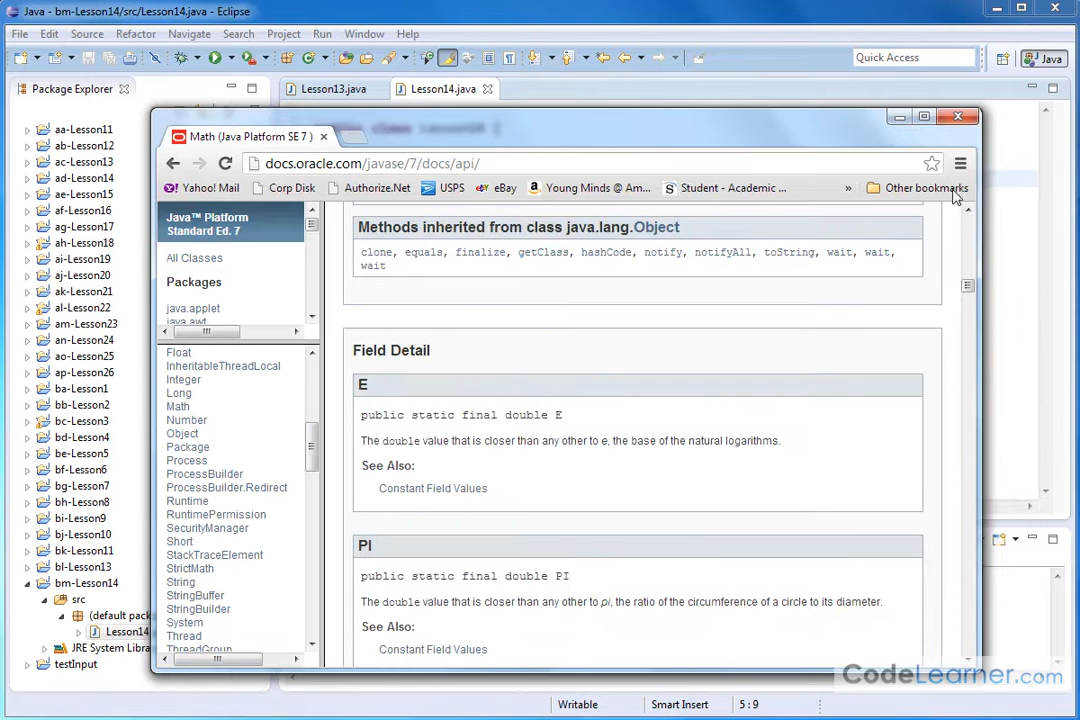 Java - bm-Lesson14/src/Lesson14.java - Eclipse
File Edit Source Refactor Navigate Search Project Run Window Help
Quick Access
Java
Package Explorer
Lesson13.java
Lesson14.java
aa-Lesson11
ab-Lesson12
ac-Lesson13
ad-Lesson14
ae-Lesson15
af-Lesson16
ag-Lesson17
ah-Lesson18
ai-Lesson19
aj-Lesson20
ak-Lesson21
al-Lesson22
am-Lesson23
an-Lesson24
ao-Lesson25
ap-Lesson26
ba-Lesson1
bb-Lesson2
bc-Lesson3
bd-Lesson4
be-Lesson5
bf-Lesson6
bg-Lesson7
bh-Lesson8
bi-Lesson9
bj-Lesson10
bk-Lesson11
bl-Lesson13
bm-Lesson14
src
(default pack
Lesson14
JRE System Libra
testInput
Math (Java Platform SE 7 )
docs.oracle.com/javase/7/docs/api/
Yahoo! Mail Corp Disk Authorize.Net USPS eBay Young Minds @ Am... Student - Academic ... » Other bookmarks
Java™ Platform
Standard Ed. 7
All Classes
Packages
java.applet
java.awt
Float
InheritableThreadLocal
Integer
Long
Math
Number
Object
Package
Process
ProcessBuilder
ProcessBuilder.Redirect
Runtime
RuntimePermission
SecurityManager
Short
StackTraceElement
StrictMath
String
StringBuffer
StringBuilder
System
Thread
ThreadGroup
Methods inherited from class java.lang.Object
clone, equals, finalize, getClass, hashCode, notify, notifyAll, toString, wait, wait,
wait
Field Detail
E
public static final double E
The double value that is closer than any other to e, the base of the natural logarithms.
See Also:
Constant Field Values
PI
public static final double PI
The double value that is closer than any other to pi, the ratio of the circumference of a circle to its diameter.
See Also:
Constant Field Values
CodeLearner.com
Writable
Smart Insert
5 : 9